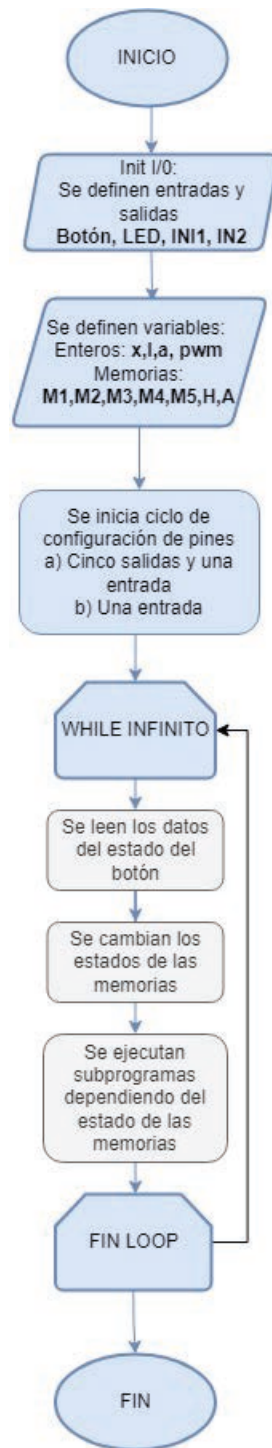 INICIO
Init I/0:
Se definen entradas y
salidas
Botón, LED, INI1, IN2
Se definen variables:
Enteros: x,I,a, pwm
Memorias:
M1,M2,M3,M4,M5,H,A
Se inicia ciclo de
configuración de pines
a) Cinco salidas y una
entrada
b) Una entrada
WHILE INFINITO
Se leen los datos
del estado del
botón
Se cambian los
estados de las
memorias
Se ejecutan
subprogramas
dependiendo del
estado de las
memorias
FIN LOOP
FIN